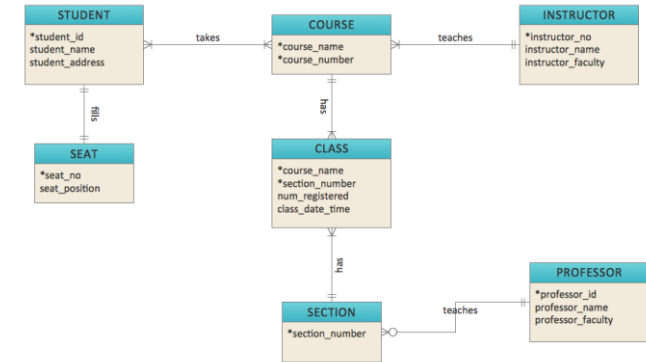 STUDENT
*student_id
student_name
student_address
takes
COURSE
*course_name
*course_number
teaches
INSTRUCTOR
*instructor_no
instructor_name
instructor_faculty
fills
has
SEAT
*seat_no
seat_position
CLASS
*course_name
*section_number
num_registered
class_date_time
has
SECTION
*section_number
teaches
PROFESSOR
*professor_id
professor_name
professor_faculty